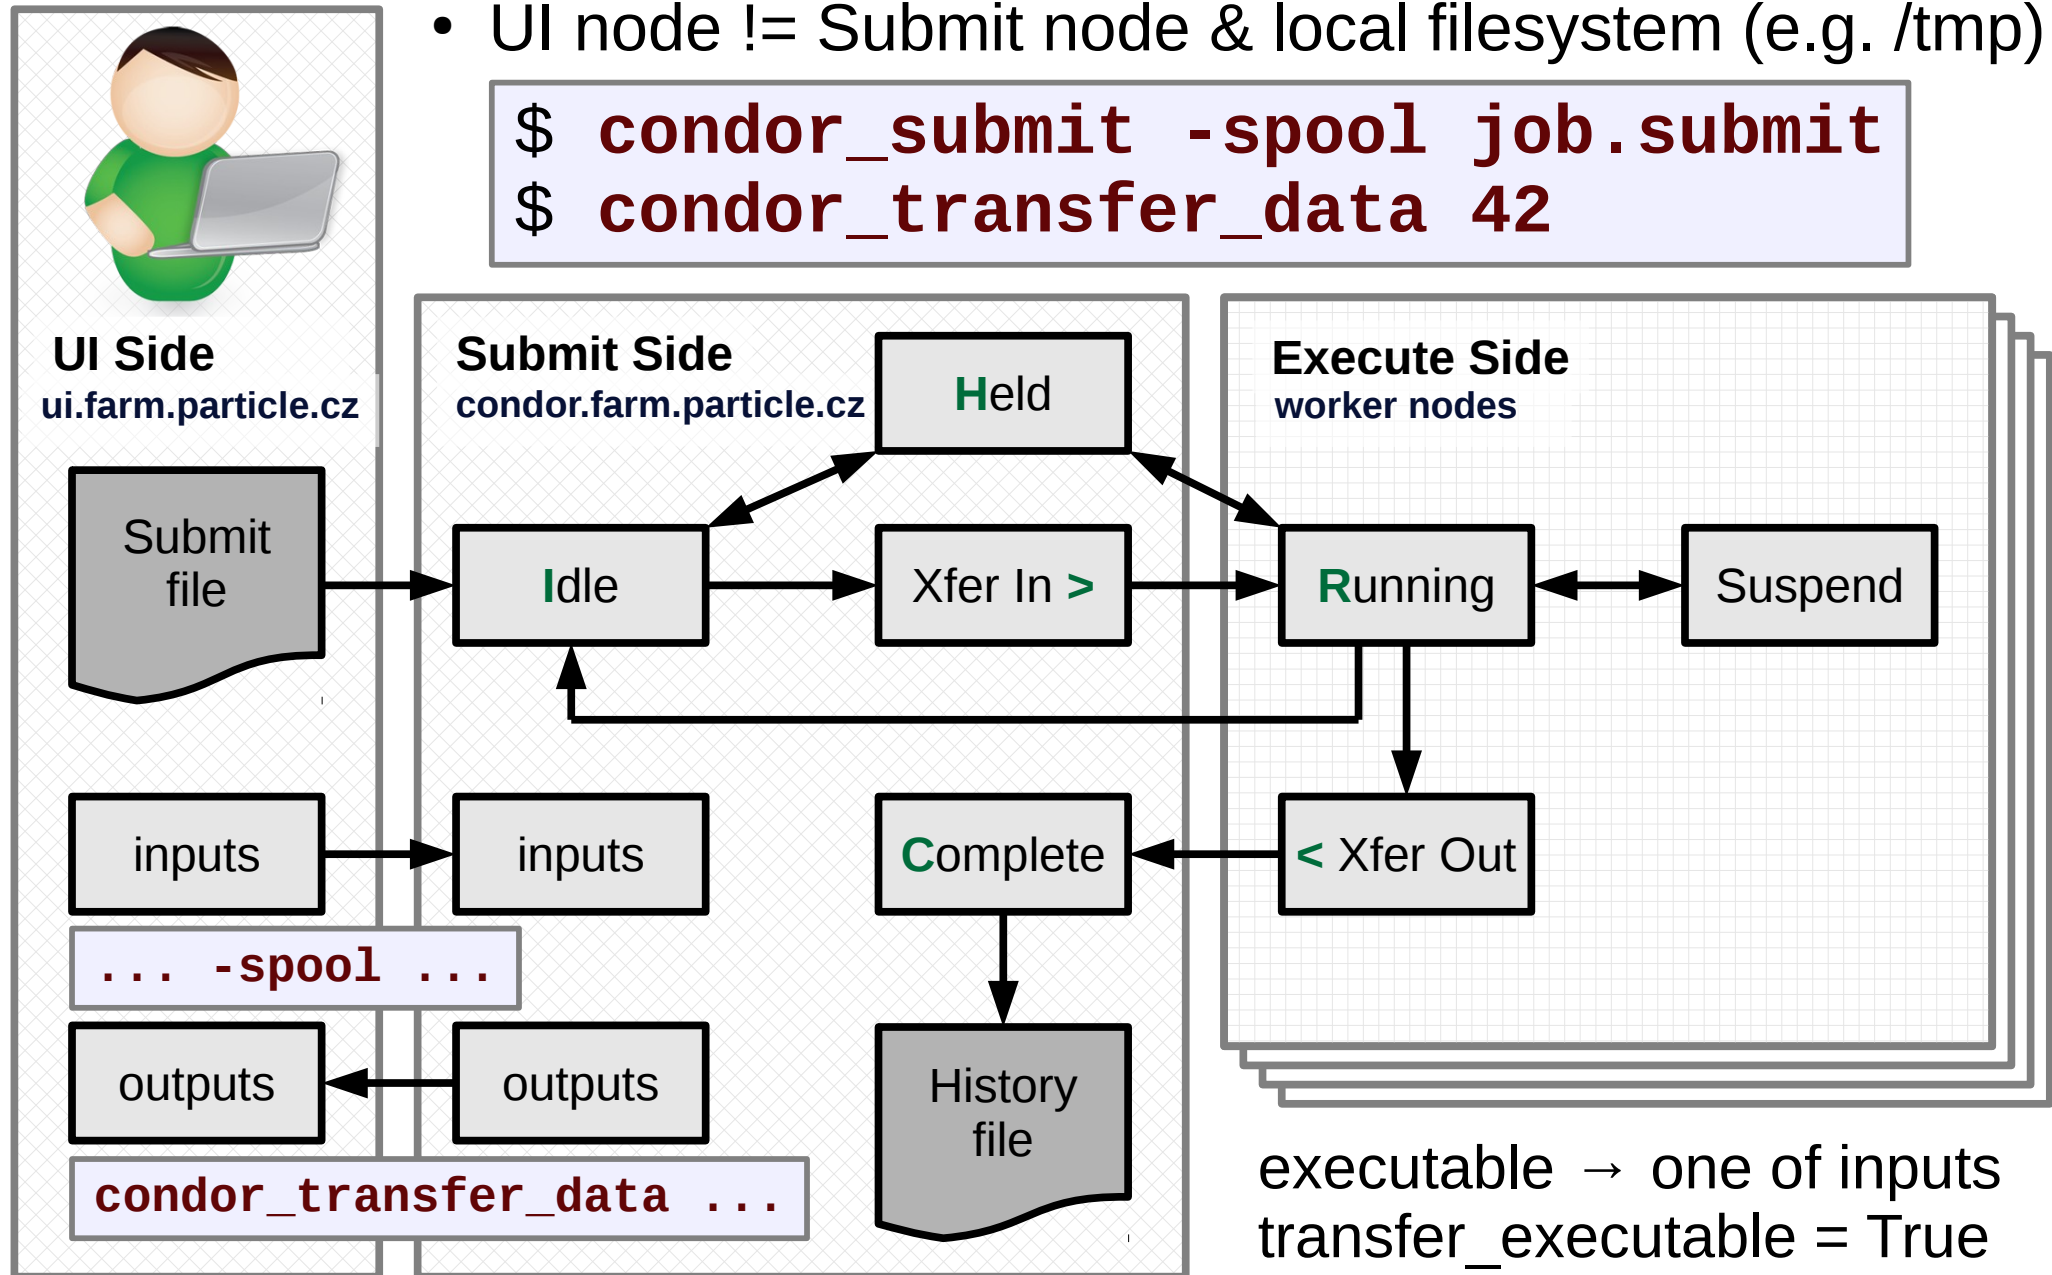 • UI node != Submit node & local filesystem (e.g. /tmp)
$ condor_submit -spool job.submit
$ condor_transfer_data 42
UI Side
ui.farm.particle.cz
Submit Side
condor.farm.particle.cz
Held
Execute Side
worker nodes
Submit
file
Idle
Xfer In >
Running
Suspend
inputs
inputs
Complete
< Xfer Out
... -spool ...
outputs
outputs
History
file
condor_transfer_data ...
executable → one of inputs
transfer_executable = True